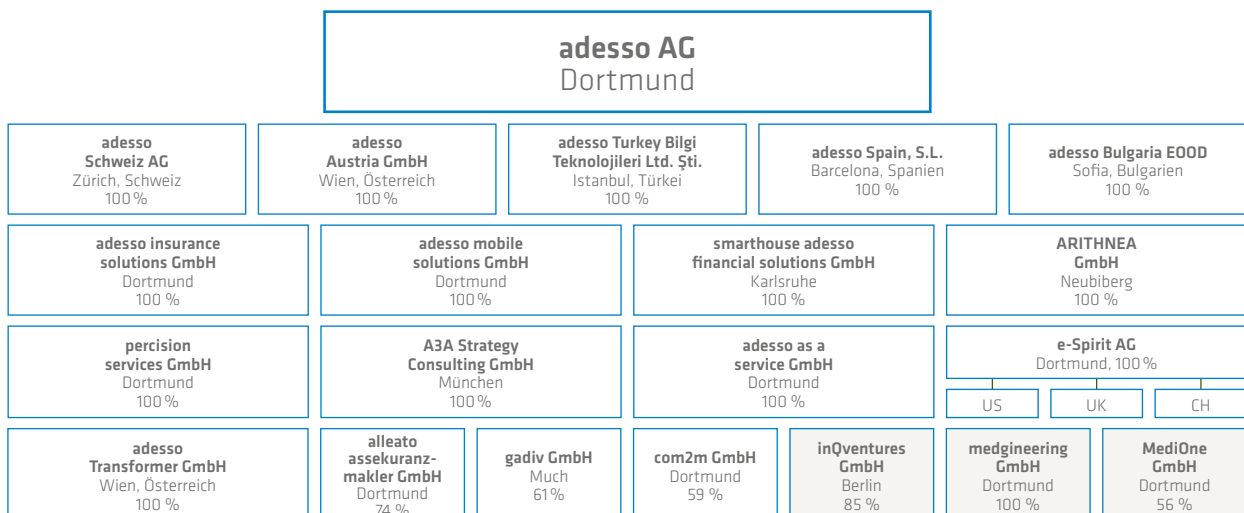 adesso AG
Dortmund
adesso
Schweiz AG
Zürich, Schweiz
100 %
adesso
Austria GmbH
Wien, Österreich
100 %
adesso Turkey Bilgi
Teknolojileri Ltd. Şti.
Istanbul, Türkei
100 %
adesso Spain, S.L.
Barcelona, Spanien
100 %
adesso Bulgaria EOOD
Sofia, Bulgarien
100 %
adesso insurance
solutions GmbH
Dortmund
100 %
adesso mobile
solutions GmbH
Dortmund
100 %
smarthouse adesso
financial solutions GmbH
Karlsruhe
100 %
ARITHNEA
GmbH
Neubiberg
100 %
percision
services GmbH
Dortmund
100 %
A3A Strategy
Consulting GmbH
München
100 %
adesso as a
service GmbH
Dortmund
100 %
e-Spirit AG
Dortmund, 100 %
US
UK
CH
adesso
Transformer GmbH
Wien, Österreich
100 %
alleato
assekuranz-
makler GmbH
Dortmund
74 %
gadiv GmbH
Much
61 %
com2m GmbH
Dortmund
59 %
inQventures
GmbH
Berlin
85 %
medgineering
GmbH
Dortmund
100 %
MediOne
GmbH
Dortmund
56 %